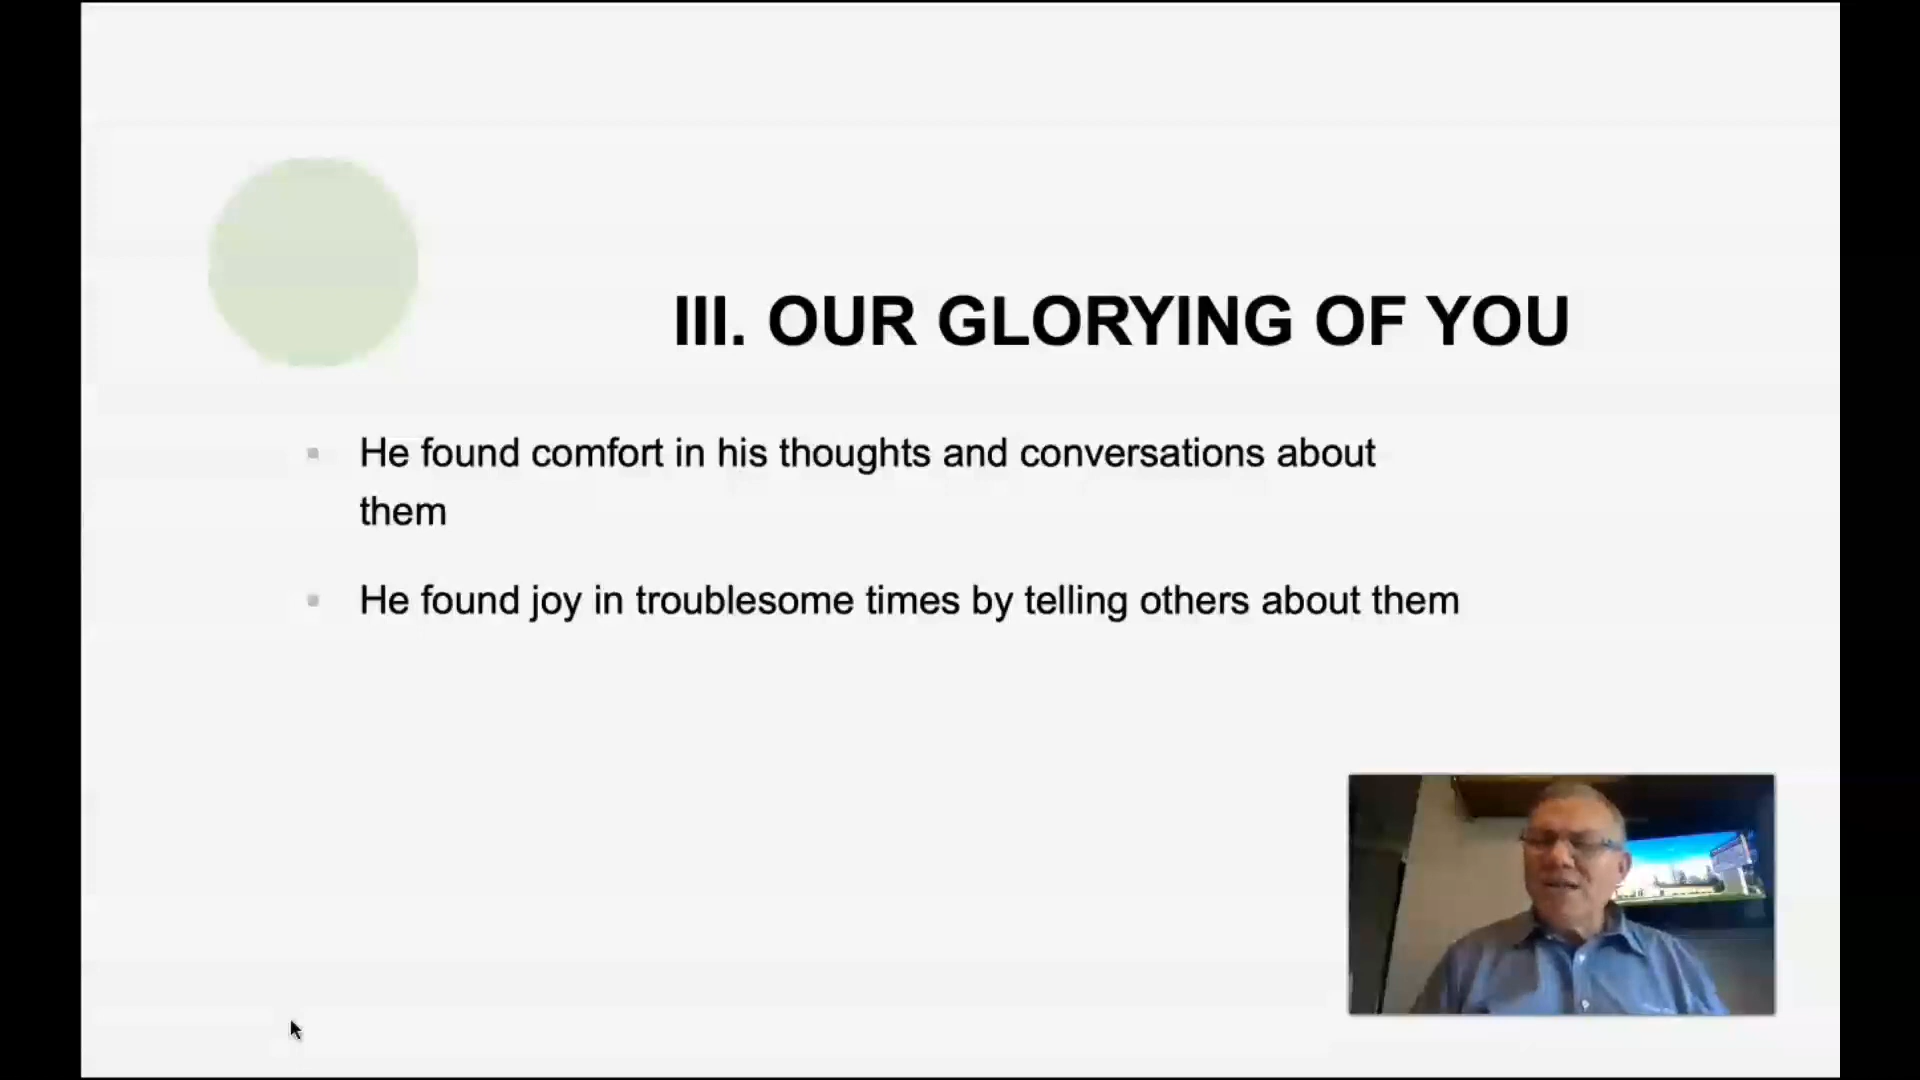 III. OUR GLORYING OF YOU
He found comfort in his thoughts and conversations about
them
He found joy in troublesome times by telling others about them